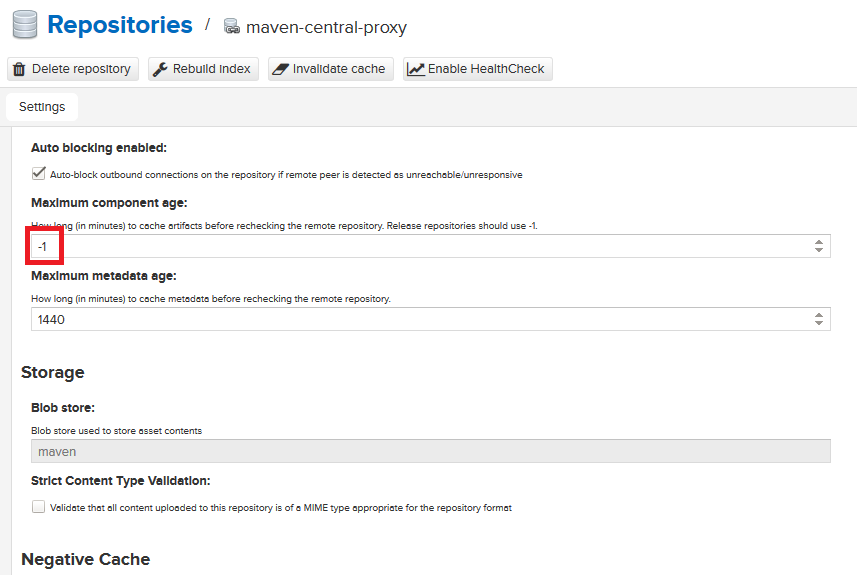 Repositories / maven-central-proxy
Delete repository Rebuild index Invalidate cache Enable HealthCheck
Settings
Auto blocking enabled:
Auto-block outbound connections on the repository if remote peer is detected as unreachable/unresponsive
Maximum component age:
How long (in minutes) to cache artifacts before rechecking the remote repository. Release repositories should use -1.
-1
Maximum metadata age:
How long (in minutes) to cache metadata before rechecking the remote repository.
1440
Storage
Blob store:
Blob store used to store asset contents
maven
Strict Content Type Validation:
Validate that all content uploaded to this repository is of a MIME type appropriate for the repository format
Negative Cache